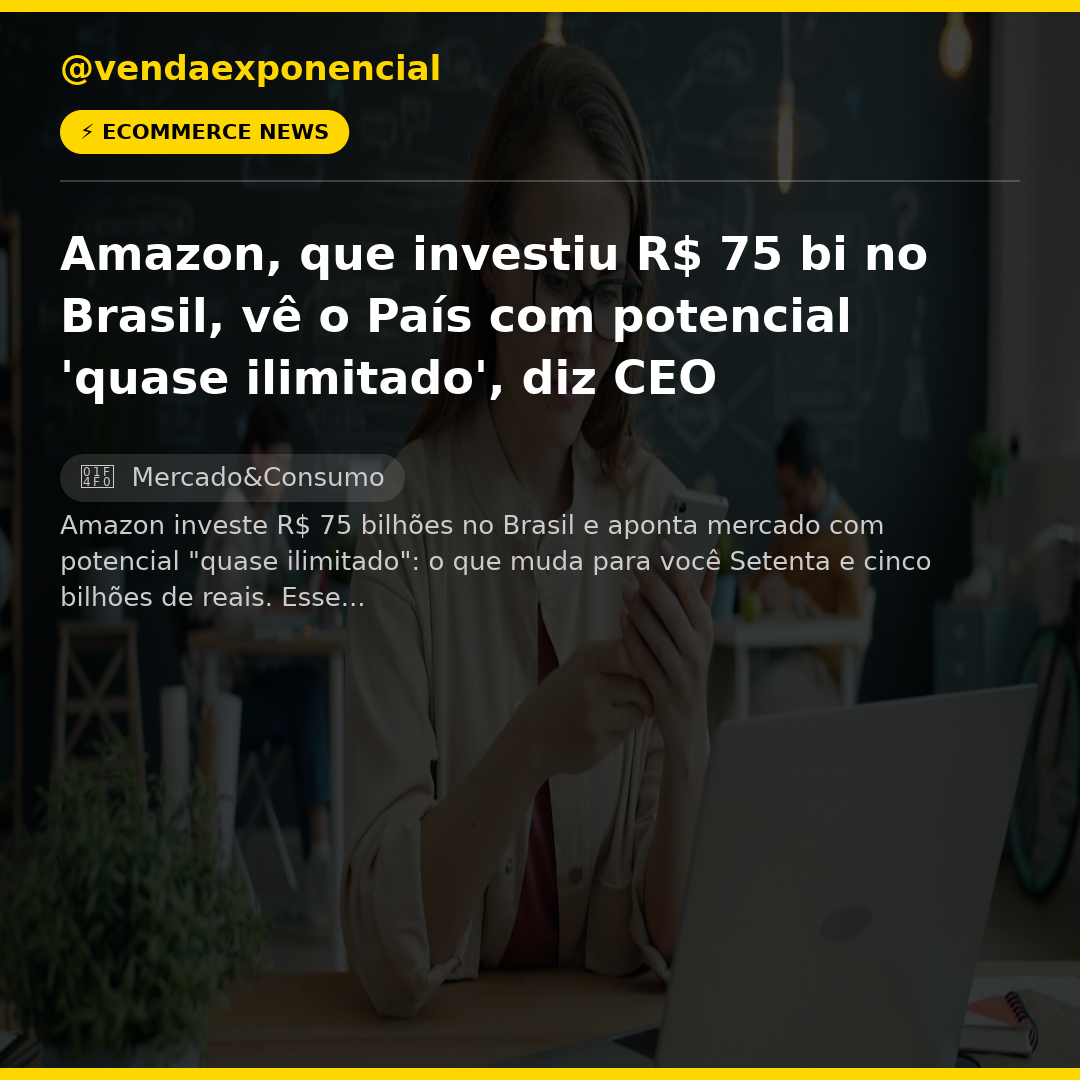 @vendaexponencial
⚡ ECOMMERCE NEWS
Amazon, que investiu R$ 75 bi no
Brasil, vê o País com potencial
'quase ilimitado', diz CEO
01F4F0 Mercado&Consumo
Amazon investe R$ 75 bilhões no Brasil e aponta mercado com
potencial "quase ilimitado": o que muda para você Setenta e cinco
bilhões de reais. Esse...